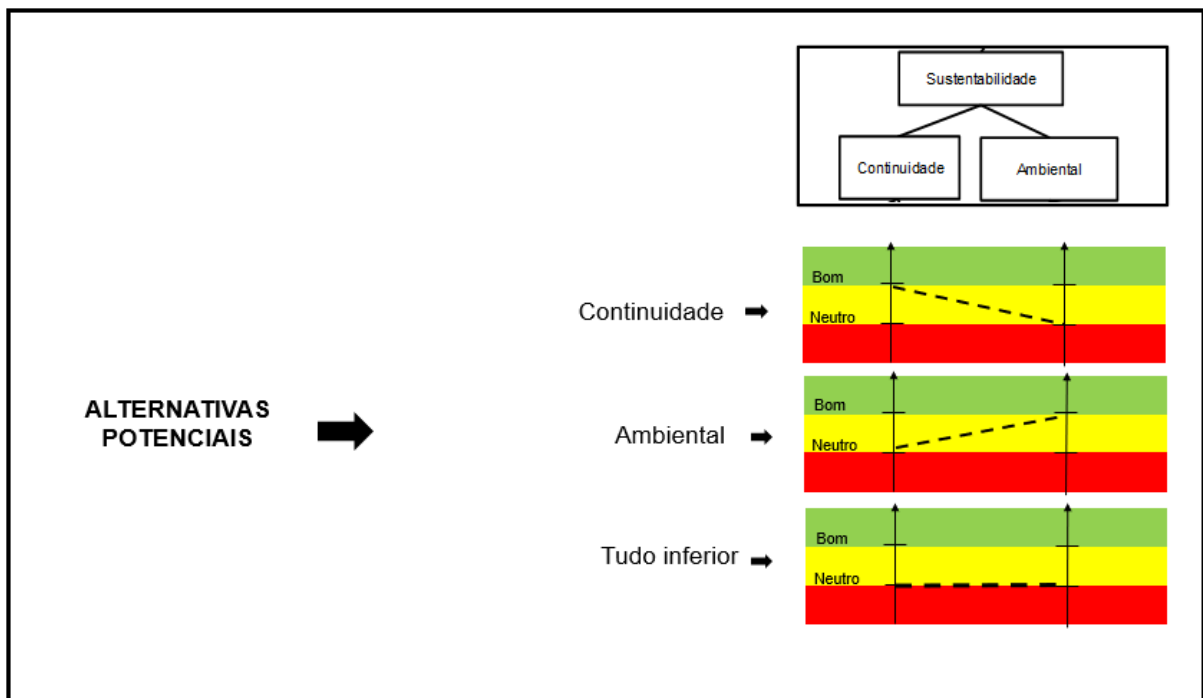 Sustentabilidade
Continuidade
Ambiental
Continuidade
Bom
Neutro
ALTERNATIVAS
POTENCIAIS
Ambiental
Bom
Neutro
Tudo inferior
Bom
Neutro